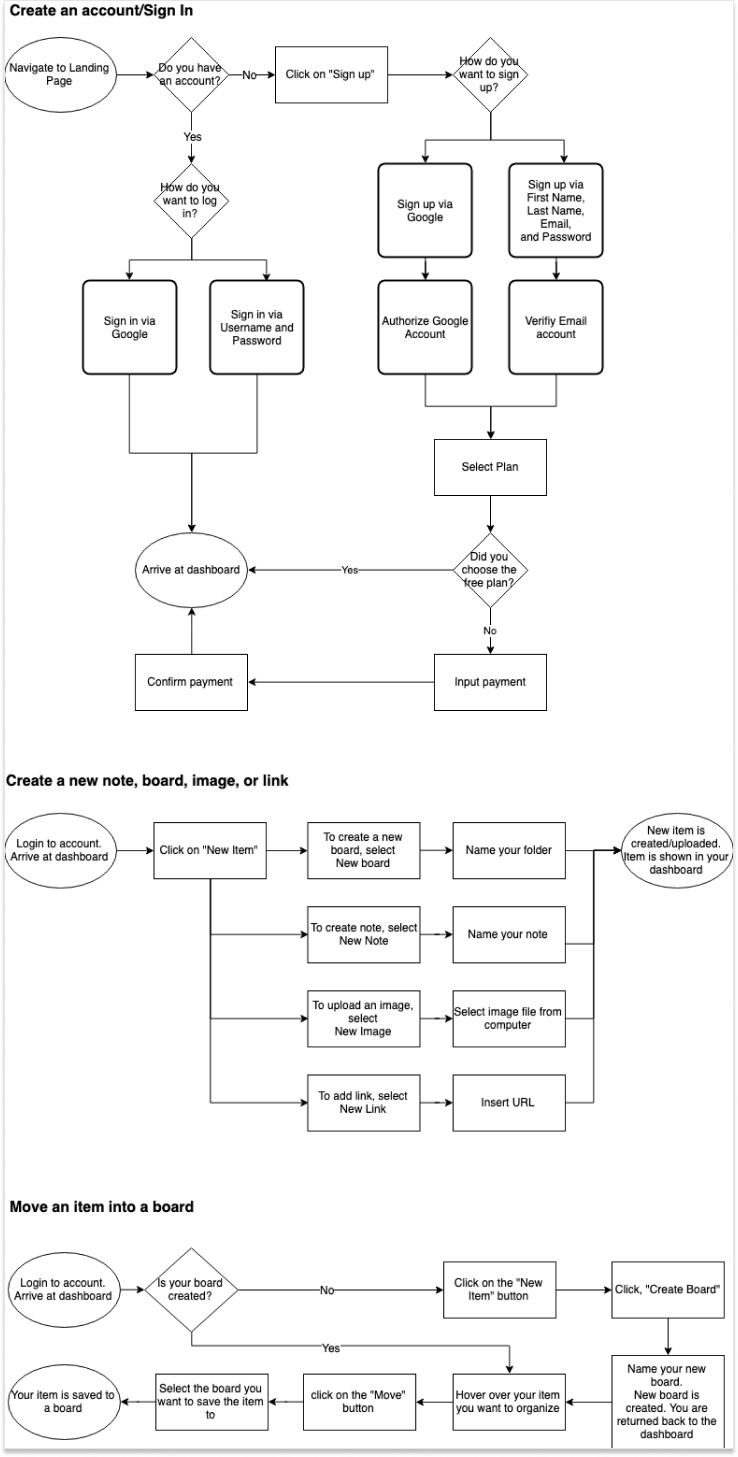 Create an account/Sign In
Navigate to Landing
Page
Do you have
an account?
No
Click on "Sign up"
How do you
want to sign
up?
Yes
How do you
want to log
in?
Sign up via
Google
Sign up via
First Name,
Last Name,
Email,
and Password
Sign in via
Google
Sign in via
Username and
Password
Authorize Google
Account
Verifiy Email
account
Select Plan
Arrive at dashboard
Yes
Did you
choose the
free plan?
No
Confirm payment
Input payment
Create a new note, board, image, or link
Login to account.
Arrive at dashboard
Click on "New Item"
To create a new
board, select
New board
Name your folder
New item is
created/uploaded.
Item is shown in your
dashboard
To create note, select
New Note
Name your note
To upload an image,
select
New Image
Select image file from
computer
To add link, select
New Link
Insert URL
Move an item into a board
Login to account.
Arrive at dashboard
Is your board
created?
No
Click on the "New
Item" button
Click, "Create Board"
Yes
Your item is saved to
a board
Select the board you
want to save the item
to
click on the "Move"
button
Hover over your item
you want to organize
Name your new
board.
New board is
created. You are
returned back to the
dashboard